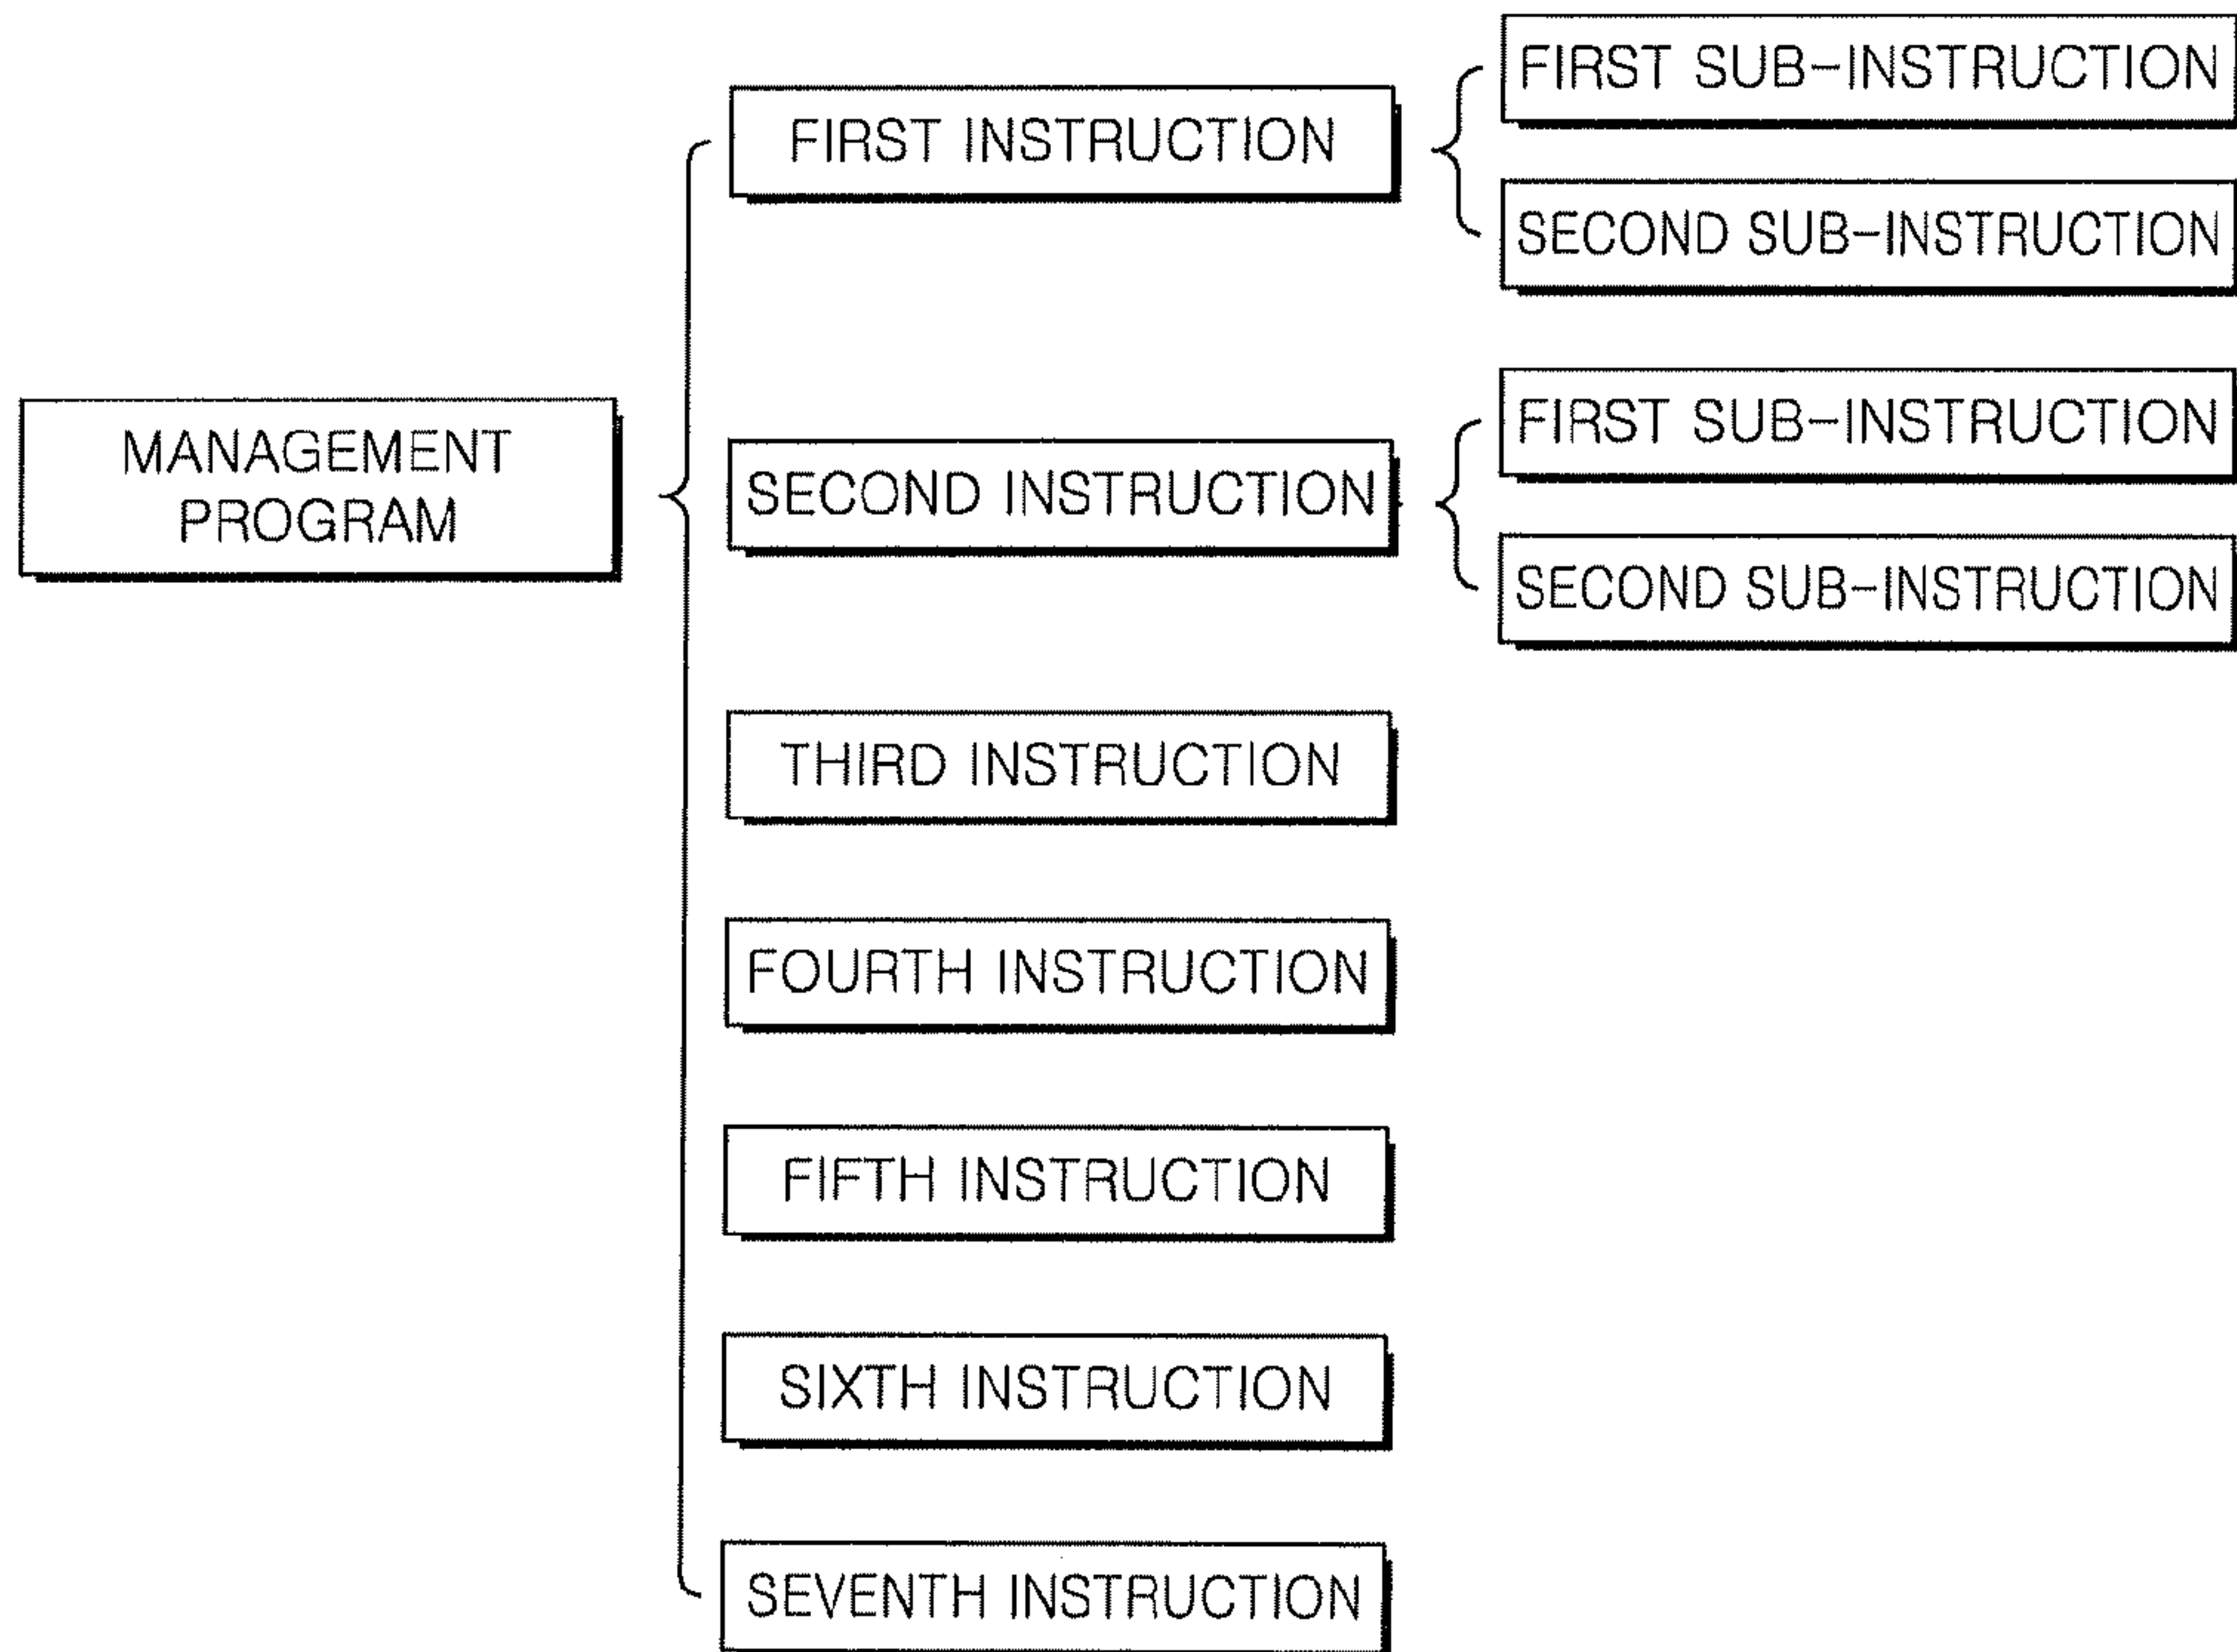 MANAGEMENT
PROGRAM
FIRST INSTRUCTION
FIRST SUB-INSTRUCTION
SECOND SUB-INSTRUCTION
SECOND INSTRUCTION
FIRST SUB-INSTRUCTION
SECOND SUB-INSTRUCTION
THIRD INSTRUCTION
FOURTH INSTRUCTION
FIFTH INSTRUCTION
SIXTH INSTRUCTION
SEVENTH INSTRUCTION